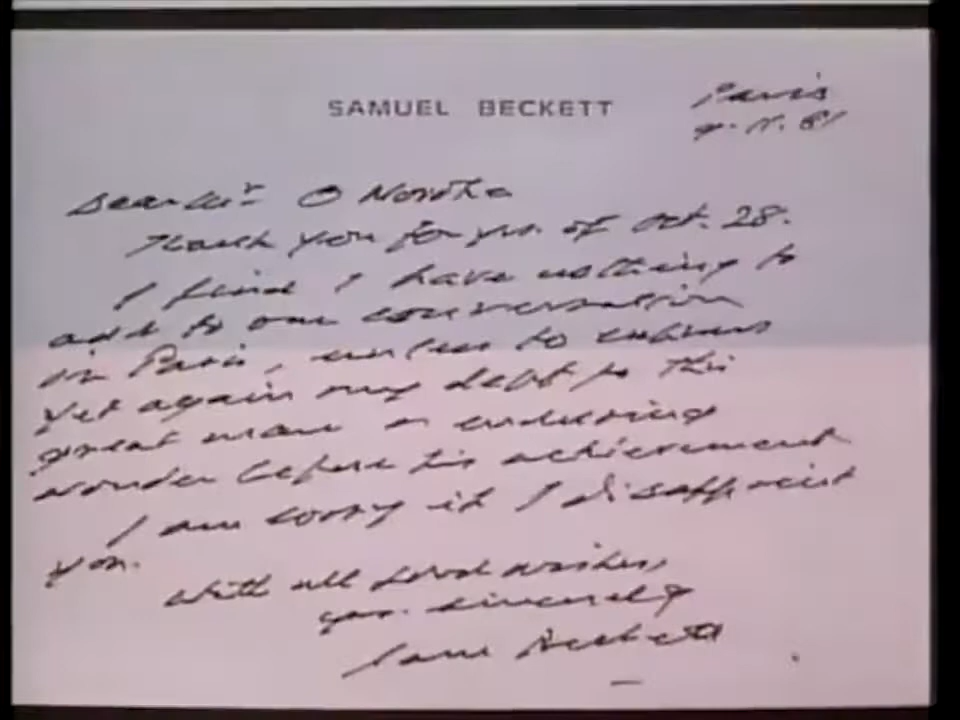 SAMUEL BECKETT
Paris
81
Dear Mr O Mordha
Thank you for yrs. of Oct. 28.
I find I have nothing to
add to our conversation
in Paris, unless to express
yet again my debt to this
great man & enduring
wonder before his achievement
I am sorry if I disappoint
you.
With all good wishes,
yrs. sincerely
Sam Beckett